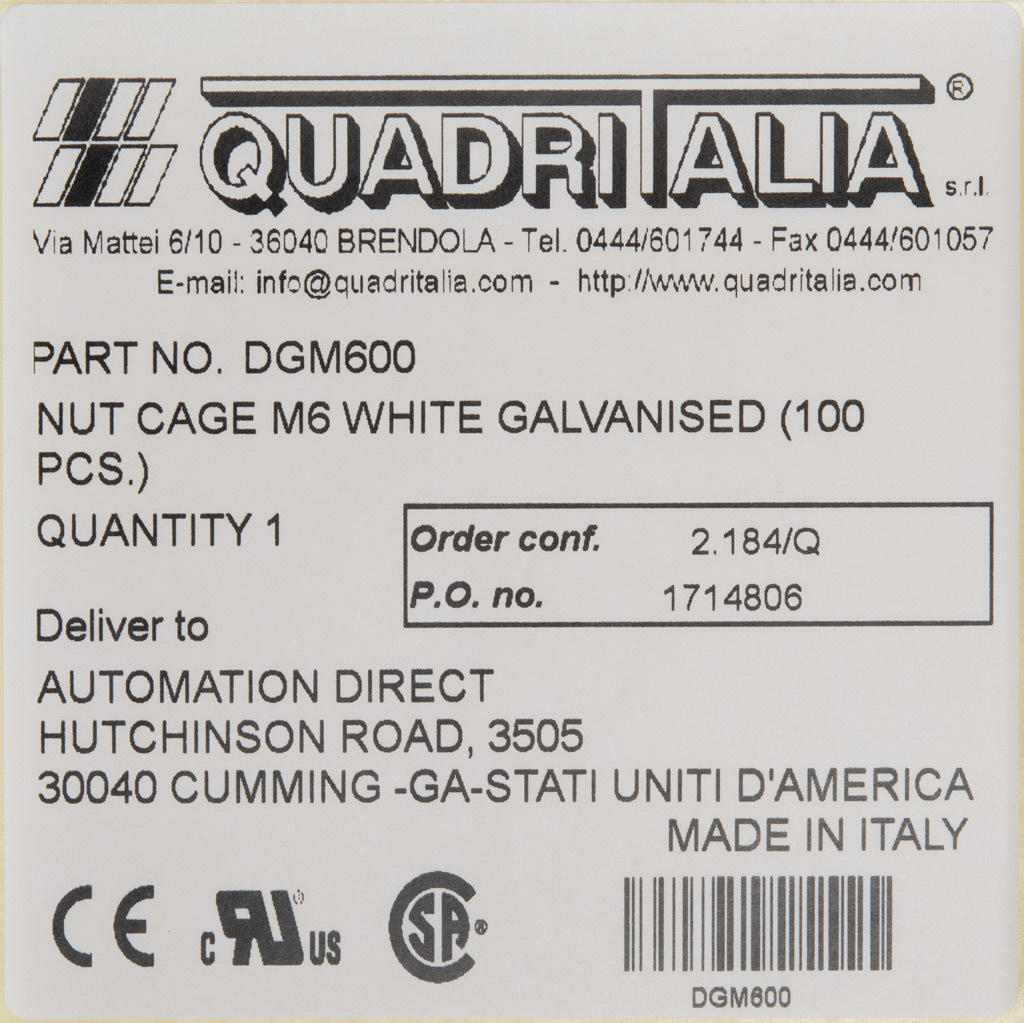 QUADRITALIA® s.r.l.
Via Mattei 6/10 - 36040 BRENDOLA - Tel. 0444/601744 - Fax 0444/601057
E-mail: info@quadritalia.com - http://www.quadritalia.com
PART NO. DGM600
NUT CAGE M6 WHITE GALVANISED (100
PCS.)
QUANTITY 1
Order conf. 2.184/Q
P.O. no. 1714806
Deliver to
AUTOMATION DIRECT
HUTCHINSON ROAD, 3505
30040 CUMMING -GA-STATI UNITI D'AMERICA
MADE IN ITALY
CE c RU® US SA®
DGM600